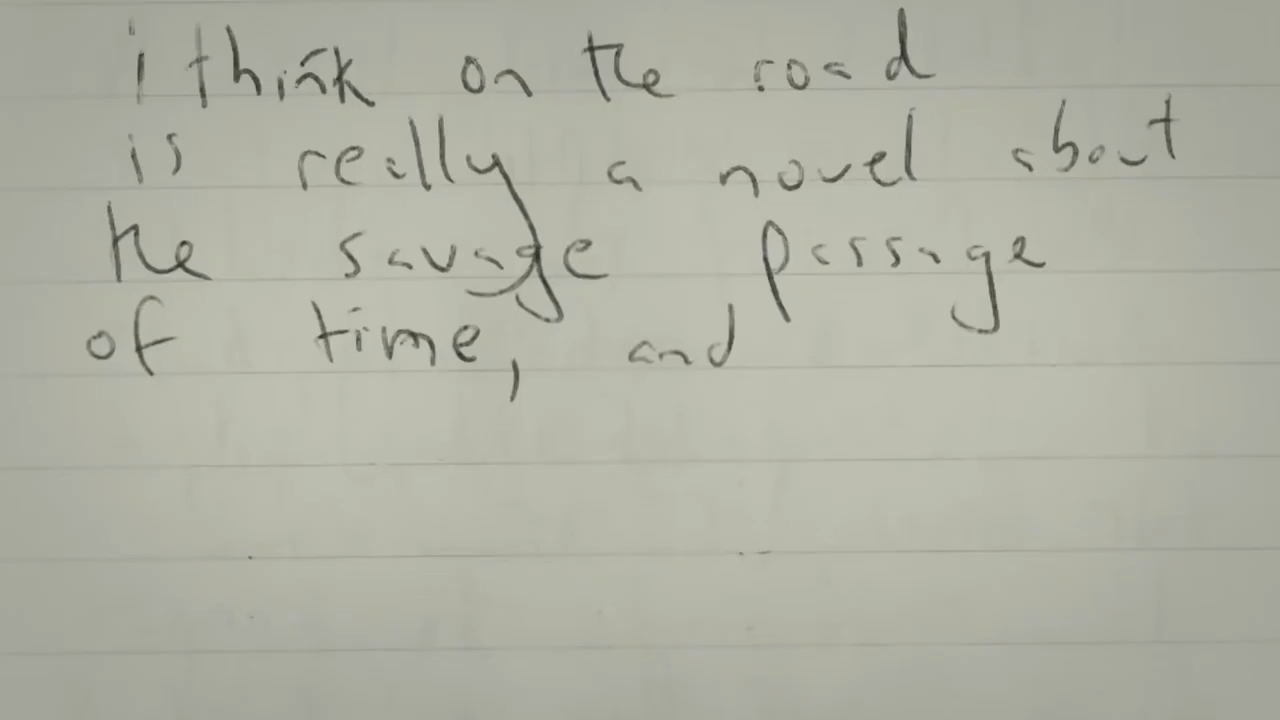 i think on the road
is really a novel about
the savage passage
of time, and